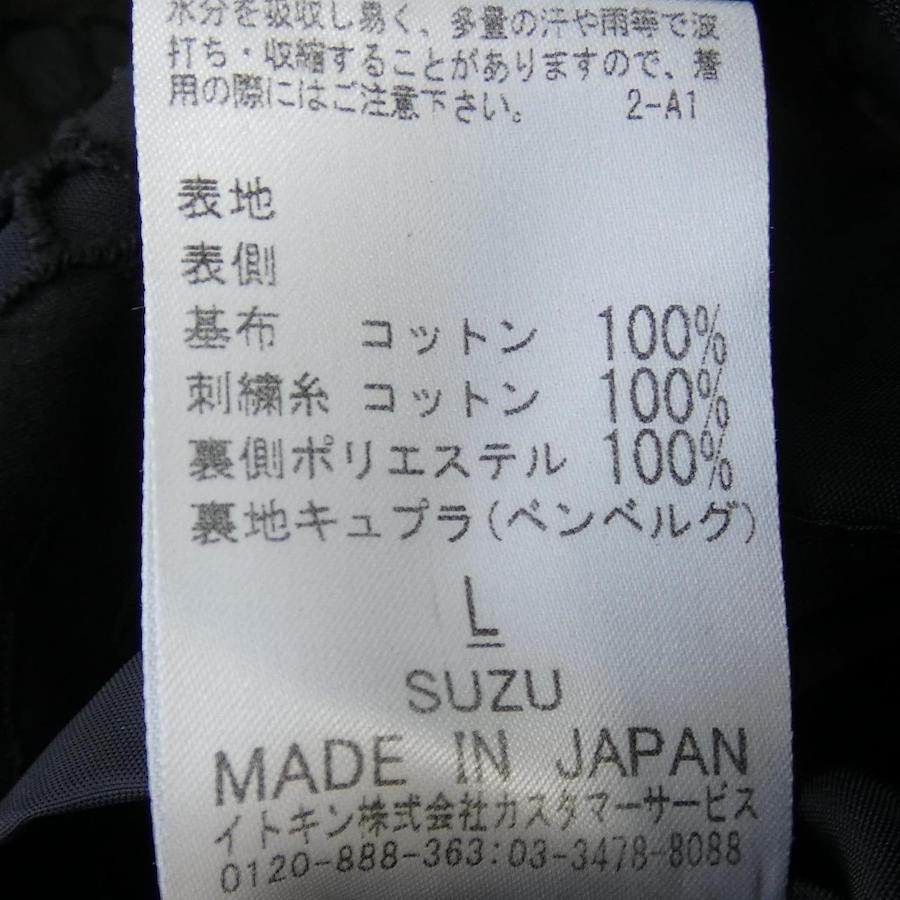 水分を吸収し易く、多量の汗や雨等で波
打ち・収縮することがありますので、着
用の際にはご注意下さい。 2-A1
表地
表側
基布 コットン 100%
刺繍糸 コットン 100%
裏側ポリエステル 100%
裏地キュプラ(ベンベルグ)
L
SUZU
MADE IN JAPAN
イトキン株式会社カスタマーサービス
0120-888-363:03-3478-8088